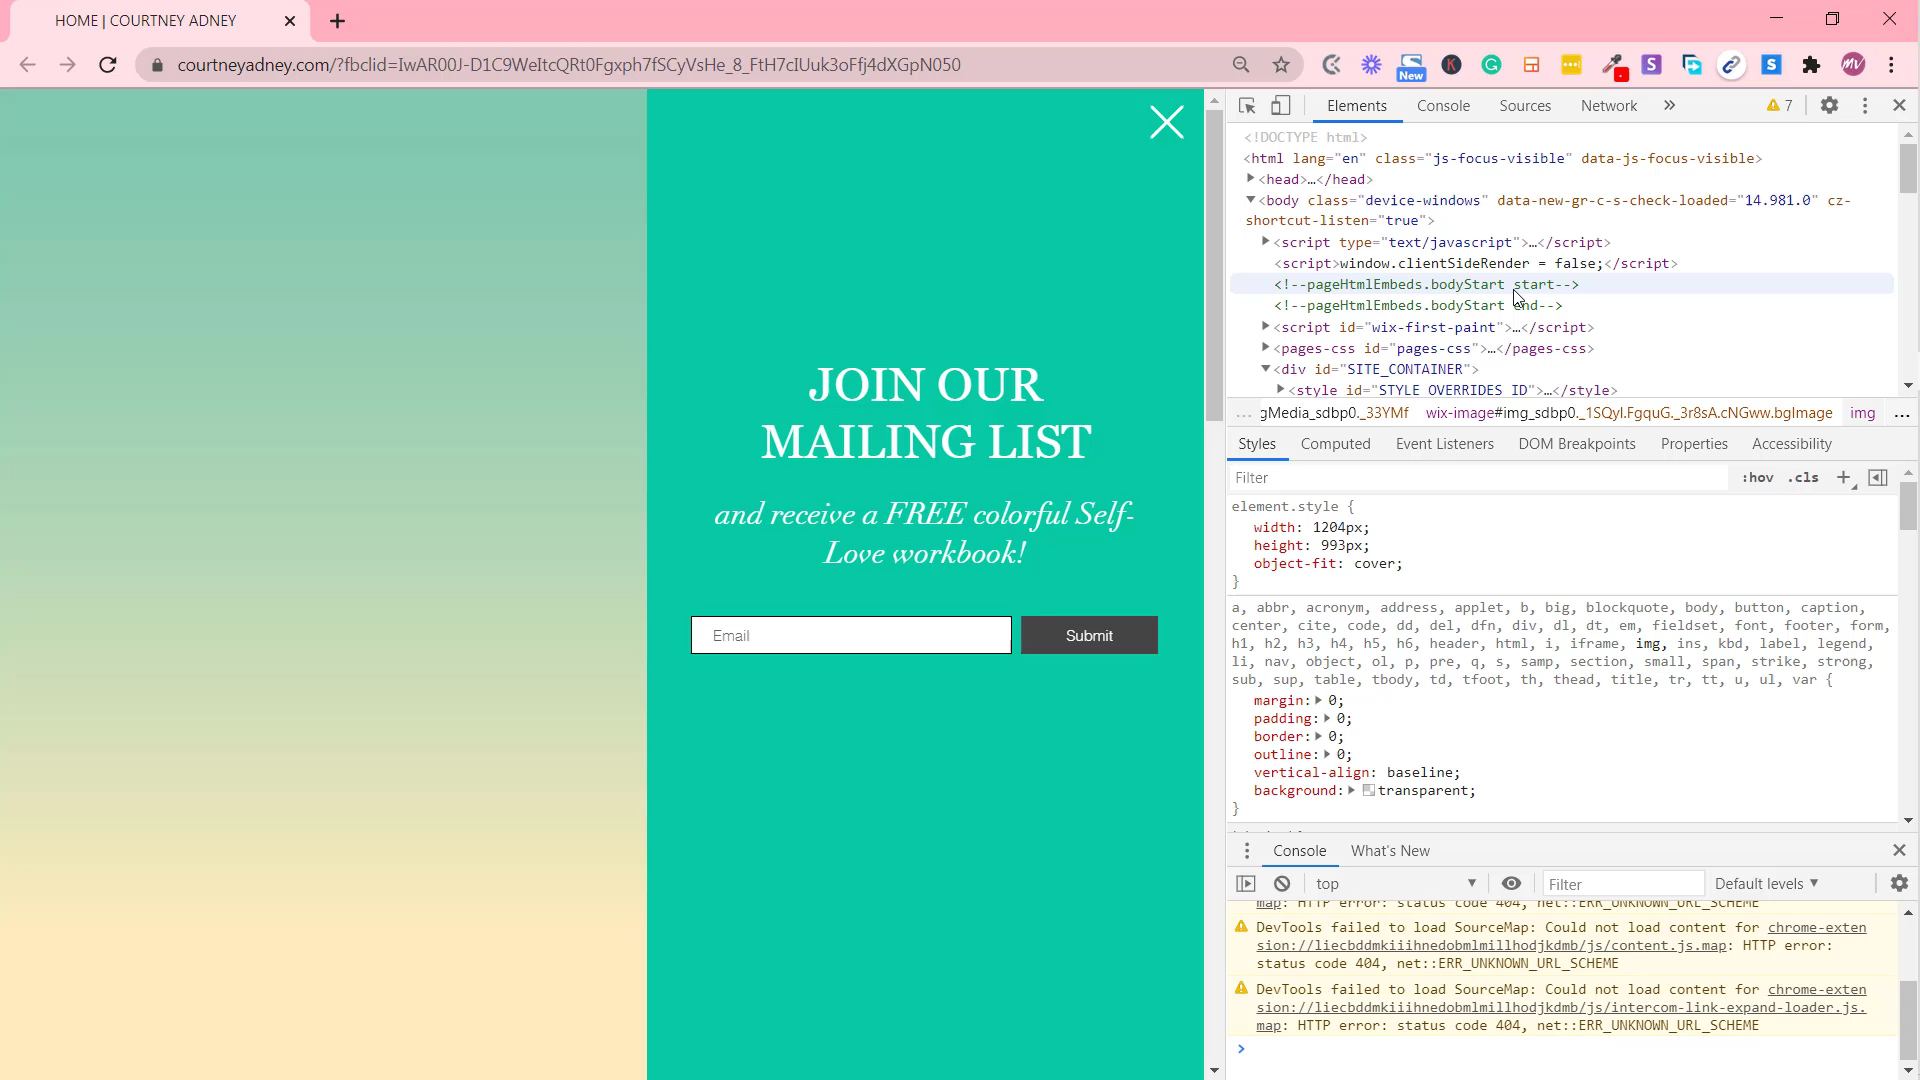 HOME | COURTNEY ADNEY
courtneyadney.com/?fbclid=IwAR00J-D1C9WeItcQRt0Fgxph7fSCyVsHe_8_FtH7cIUuk3oFfj4dXGpN050
New
JOIN OUR
MAILING LIST
and receive a FREE colorful Self-
Love workbook!
Email
Submit
Elements Console Sources Network » 7
<!DOCTYPE html>
<html lang="en" class="js-focus-visible" data-js-focus-visible>
<head>…</head>
<body class="device-windows" data-new-gr-c-s-check-loaded="14.981.0" cz-
shortcut-listen="true">
<script type="text/javascript">…</script>
<script>window.clientSideRender = false;</script>
<!--pageHtmlEmbeds.bodyStart start-->
<!--pageHtmlEmbeds.bodyStart end-->
<script id="wix-first-paint">…</script>
<pages-css id="pages-css">…</pages-css>
<div id="SITE_CONTAINER">
<style id="STYLE_OVERRIDES_ID">…</style>
... gMedia_sdbp0._33YMf wix-image#img_sdbp0._1SQyI.FgquG._3r8sA.cNGww.bgImage img ...
Styles Computed Event Listeners DOM Breakpoints Properties Accessibility
Filter :hov .cls +
element.style {
width: 1204px;
height: 993px;
object-fit: cover;
}
a, abbr, acronym, address, applet, b, big, blockquote, body, button, caption,
center, cite, code, dd, del, dfn, div, dl, dt, em, fieldset, font, footer, form,
h1, h2, h3, h4, h5, h6, header, html, i, iframe, img, ins, kbd, label, legend,
li, nav, object, ol, p, pre, q, s, samp, section, small, span, strike, strong,
sub, sup, table, tbody, td, tfoot, th, thead, title, tr, tt, u, ul, var {
margin: 0;
padding: 0;
border: 0;
outline: 0;
vertical-align: baseline;
background: transparent;
}
Console What's New
top Filter Default levels
map: HTTP error: status code 404, net::ERR_UNKNOWN_URL_SCHEME
DevTools failed to load SourceMap: Could not load content for chrome-exten
sion://liecbddmkiiihnedobmlmillhodjkdmb/js/content.js.map: HTTP error:
status code 404, net::ERR_UNKNOWN_URL_SCHEME
DevTools failed to load SourceMap: Could not load content for chrome-exten
sion://liecbddmkiiihnedobmlmillhodjkdmb/js/intercom-link-expand-loader.js.
map: HTTP error: status code 404, net::ERR_UNKNOWN_URL_SCHEME